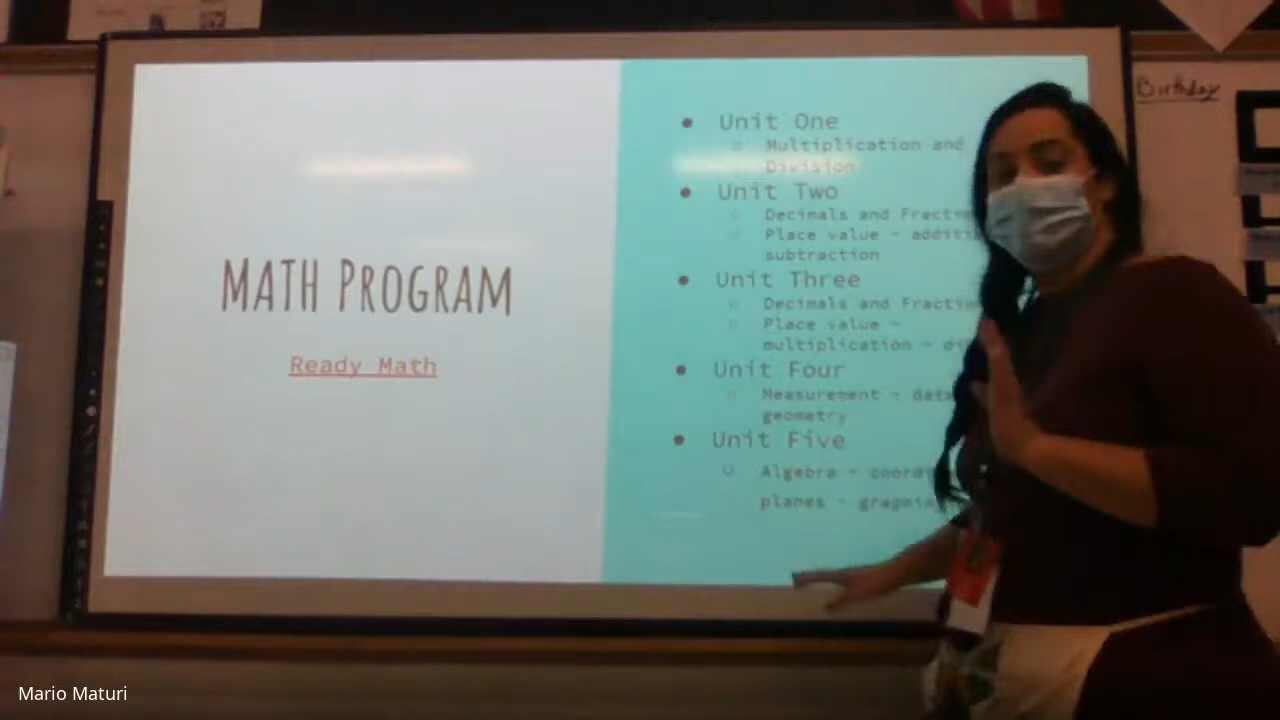 Birthday
MATH PROGRAM
Ready Math
Unit One
Multiplication and
Division
Unit Two
Decimals and
Place value -
subtraction
Unit Three
Decimals and
Place value -
multiplication -
Unit Four
Measurement -
geometry
Unit Five
Algebra -
planes -
Mario Maturi